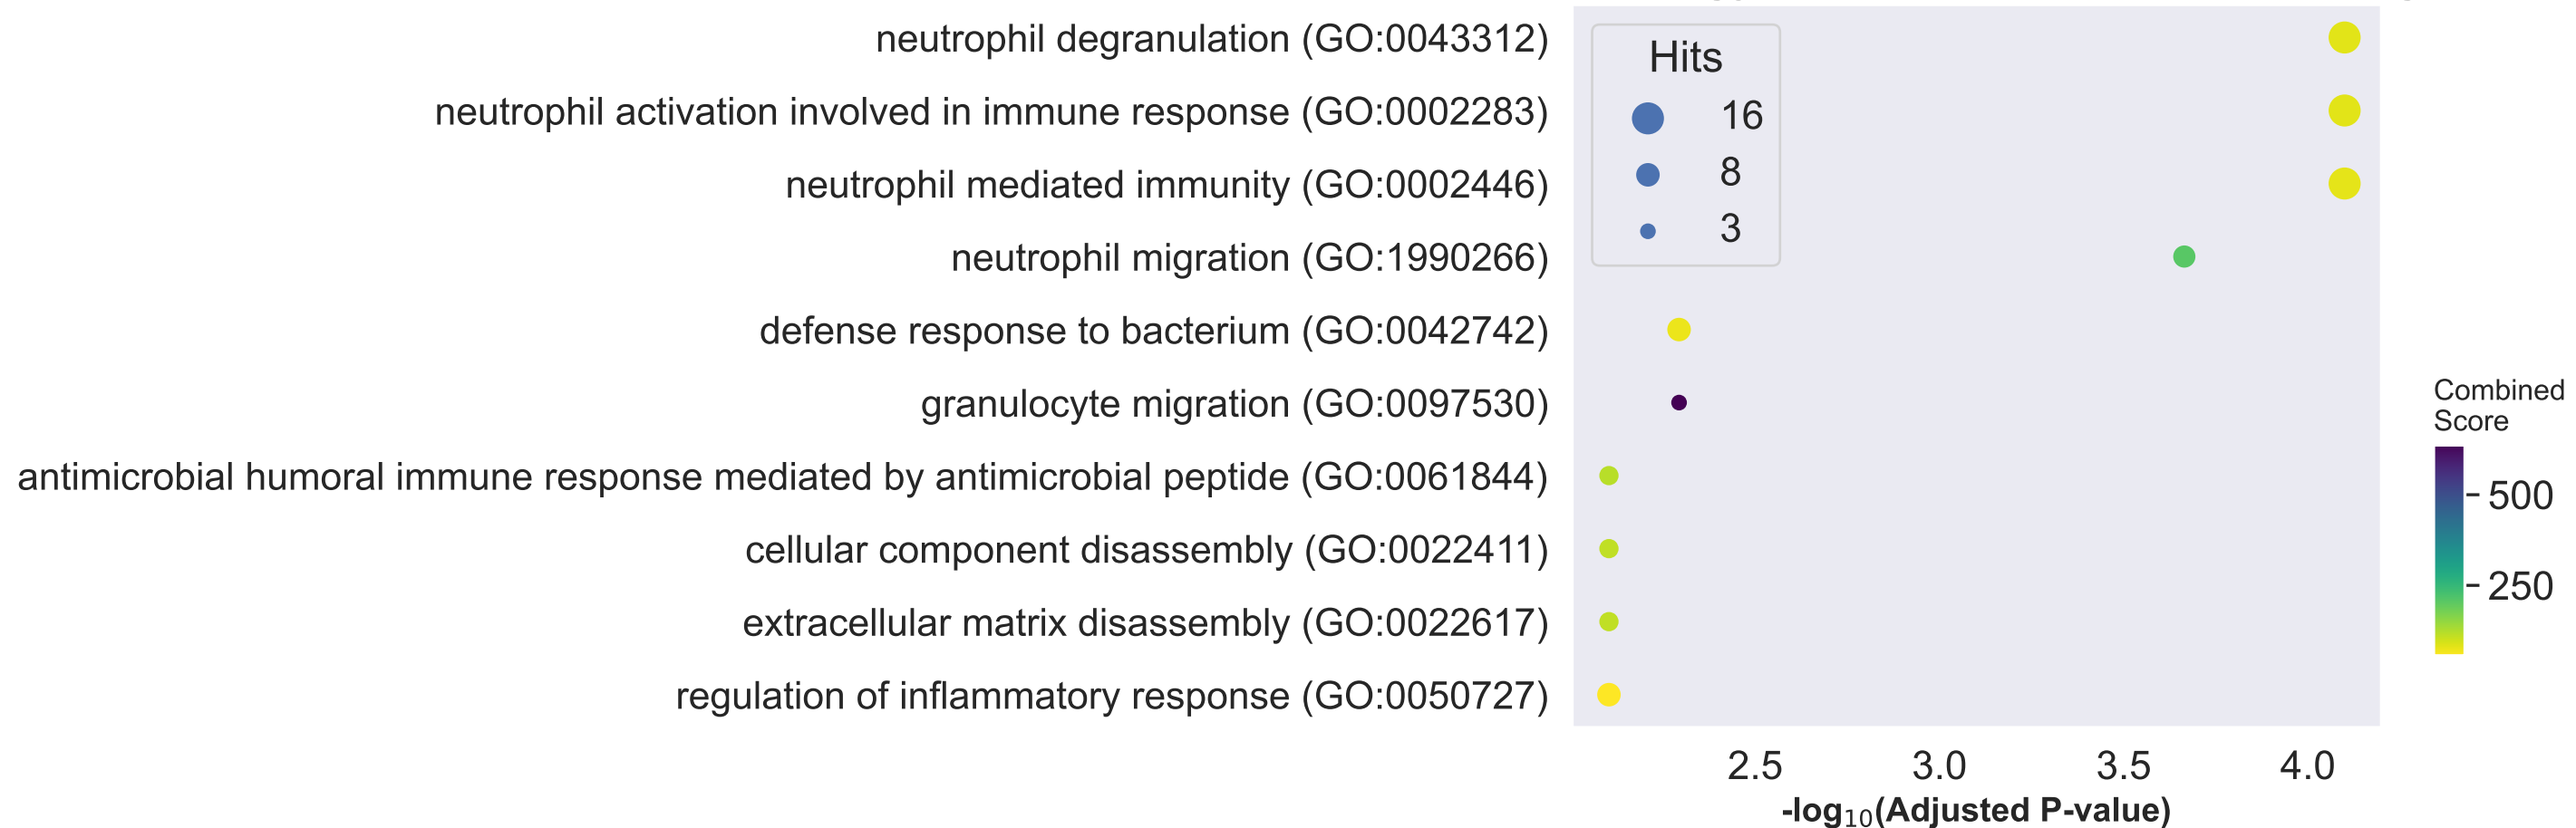 neutrophil degranulation (GO:0043312)
neutrophil activation involved in immune response (GO:0002283)
neutrophil mediated immunity (GO:0002446)
neutrophil migration (GO:1990266)
defense response to bacterium (GO:0042742)
granulocyte migration (GO:0097530)
antimicrobial humoral immune response mediated by antimicrobial peptide (GO:0061844)
cellular component disassembly (GO:0022411)
extracellular matrix disassembly (GO:0022617)
regulation of inflammatory response (GO:0050727)
Hits
16
8
3
Combined
Score
500
250
2.5 3.0 3.5 4.0
-log10(Adjusted P-value)